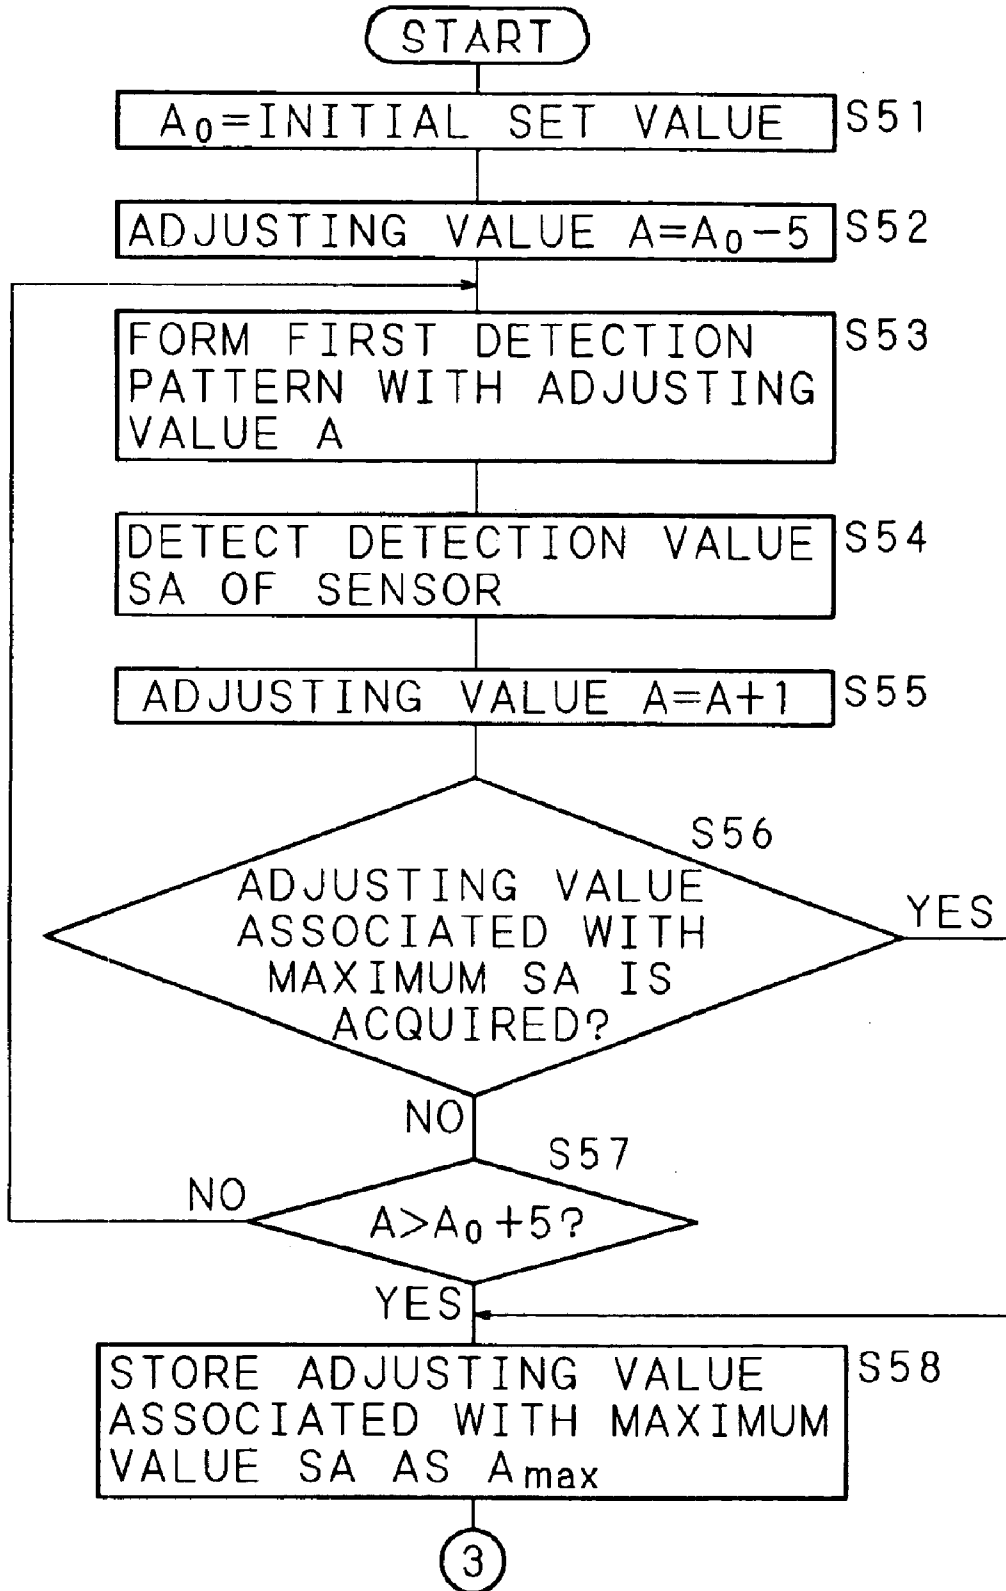 START
A0=INITIAL SET VALUE
S51
ADJUSTING VALUE A=A0-5
S52
FORM FIRST DETECTION
PATTERN WITH ADJUSTING
VALUE A
S53
DETECT DETECTION VALUE
SA OF SENSOR
S54
ADJUSTING VALUE A=A+1
S55
S56
ADJUSTING VALUE
ASSOCIATED WITH
MAXIMUM SA IS
ACQUIRED?
YES
NO
S57
NO
A>A0+5?
YES
STORE ADJUSTING VALUE
ASSOCIATED WITH MAXIMUM
VALUE SA AS Amax
S58
3